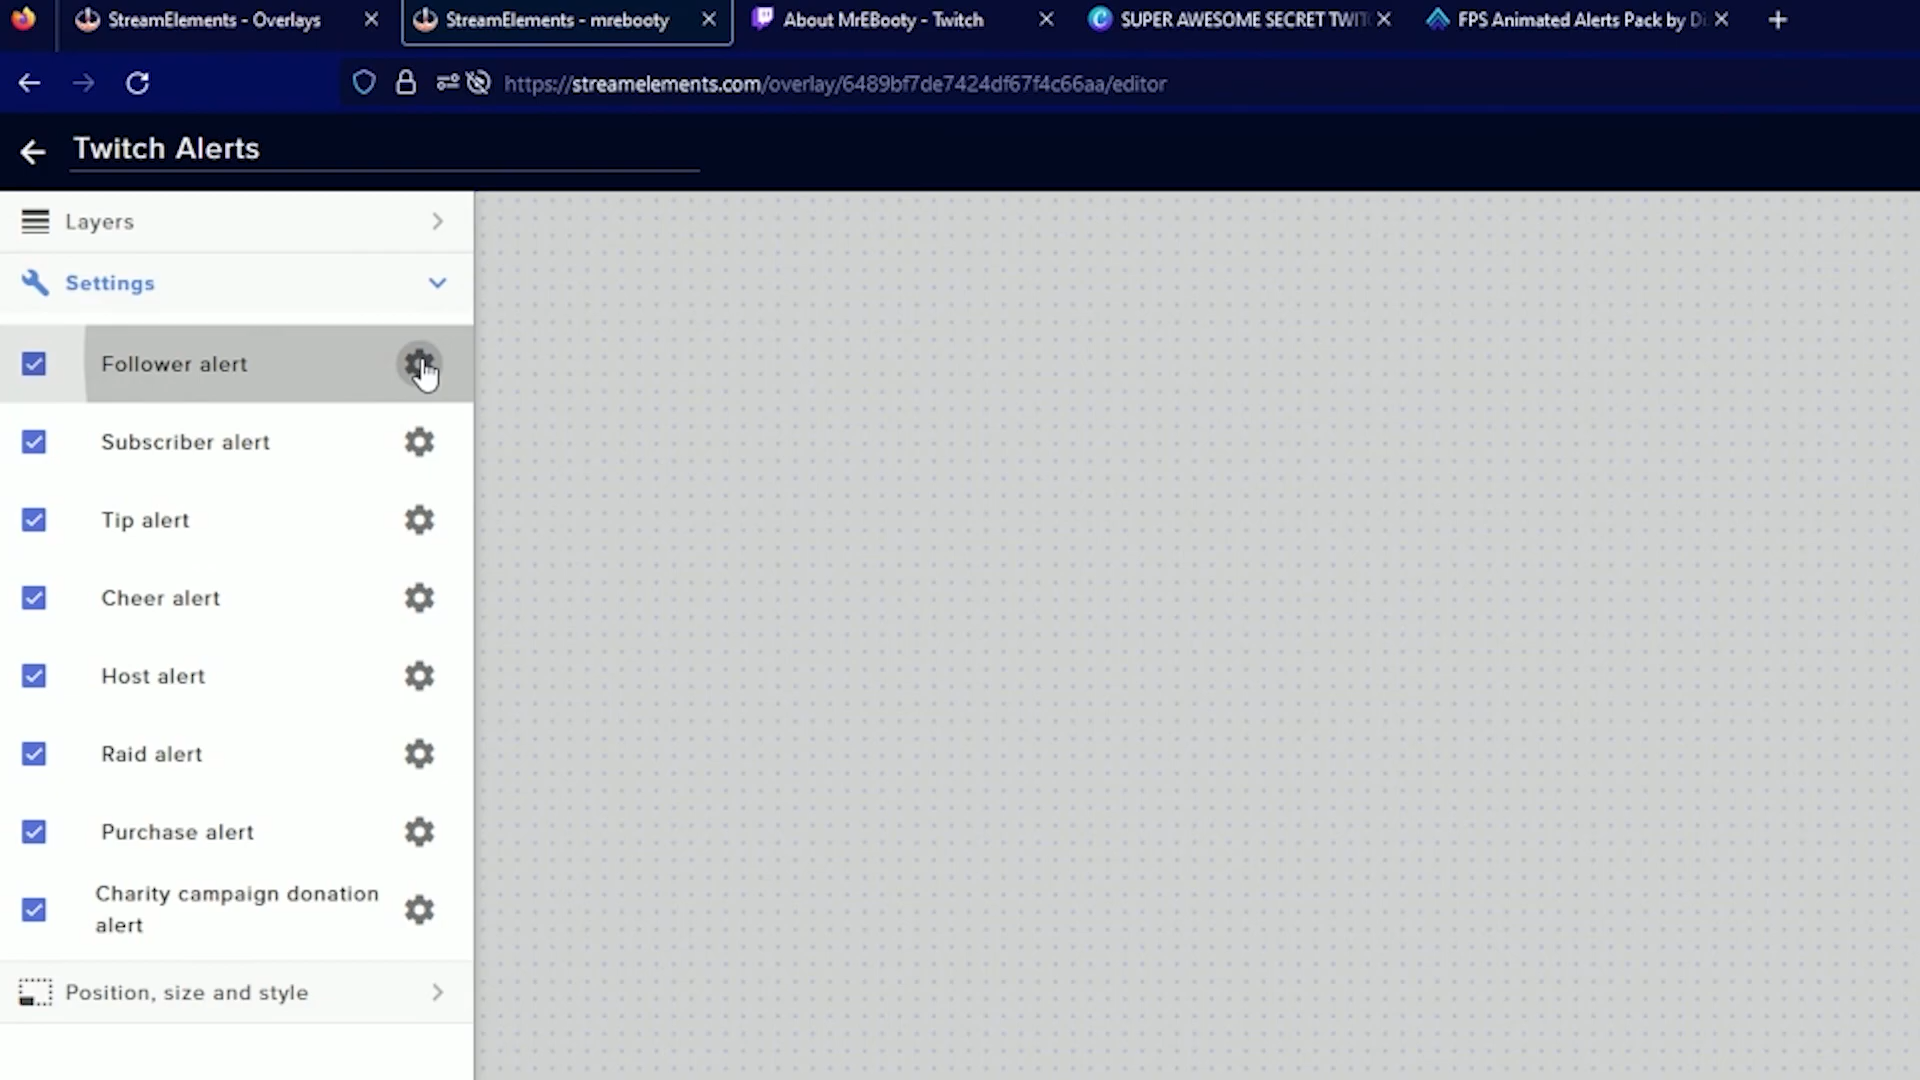 StreamElements - Overlays
StreamElements - mrebooty
About MrEBooty - Twitch
SUPER AWESOME SECRET TWIT
FPS Animated Alerts Pack by Di
https://streamelements.com/overlay/6489bf7de7424df67f4c66aa/editor
Twitch Alerts
Layers
Settings
Follower alert
Subscriber alert
Tip alert
Cheer alert
Host alert
Raid alert
Purchase alert
Charity campaign donation
alert
Position, size and style